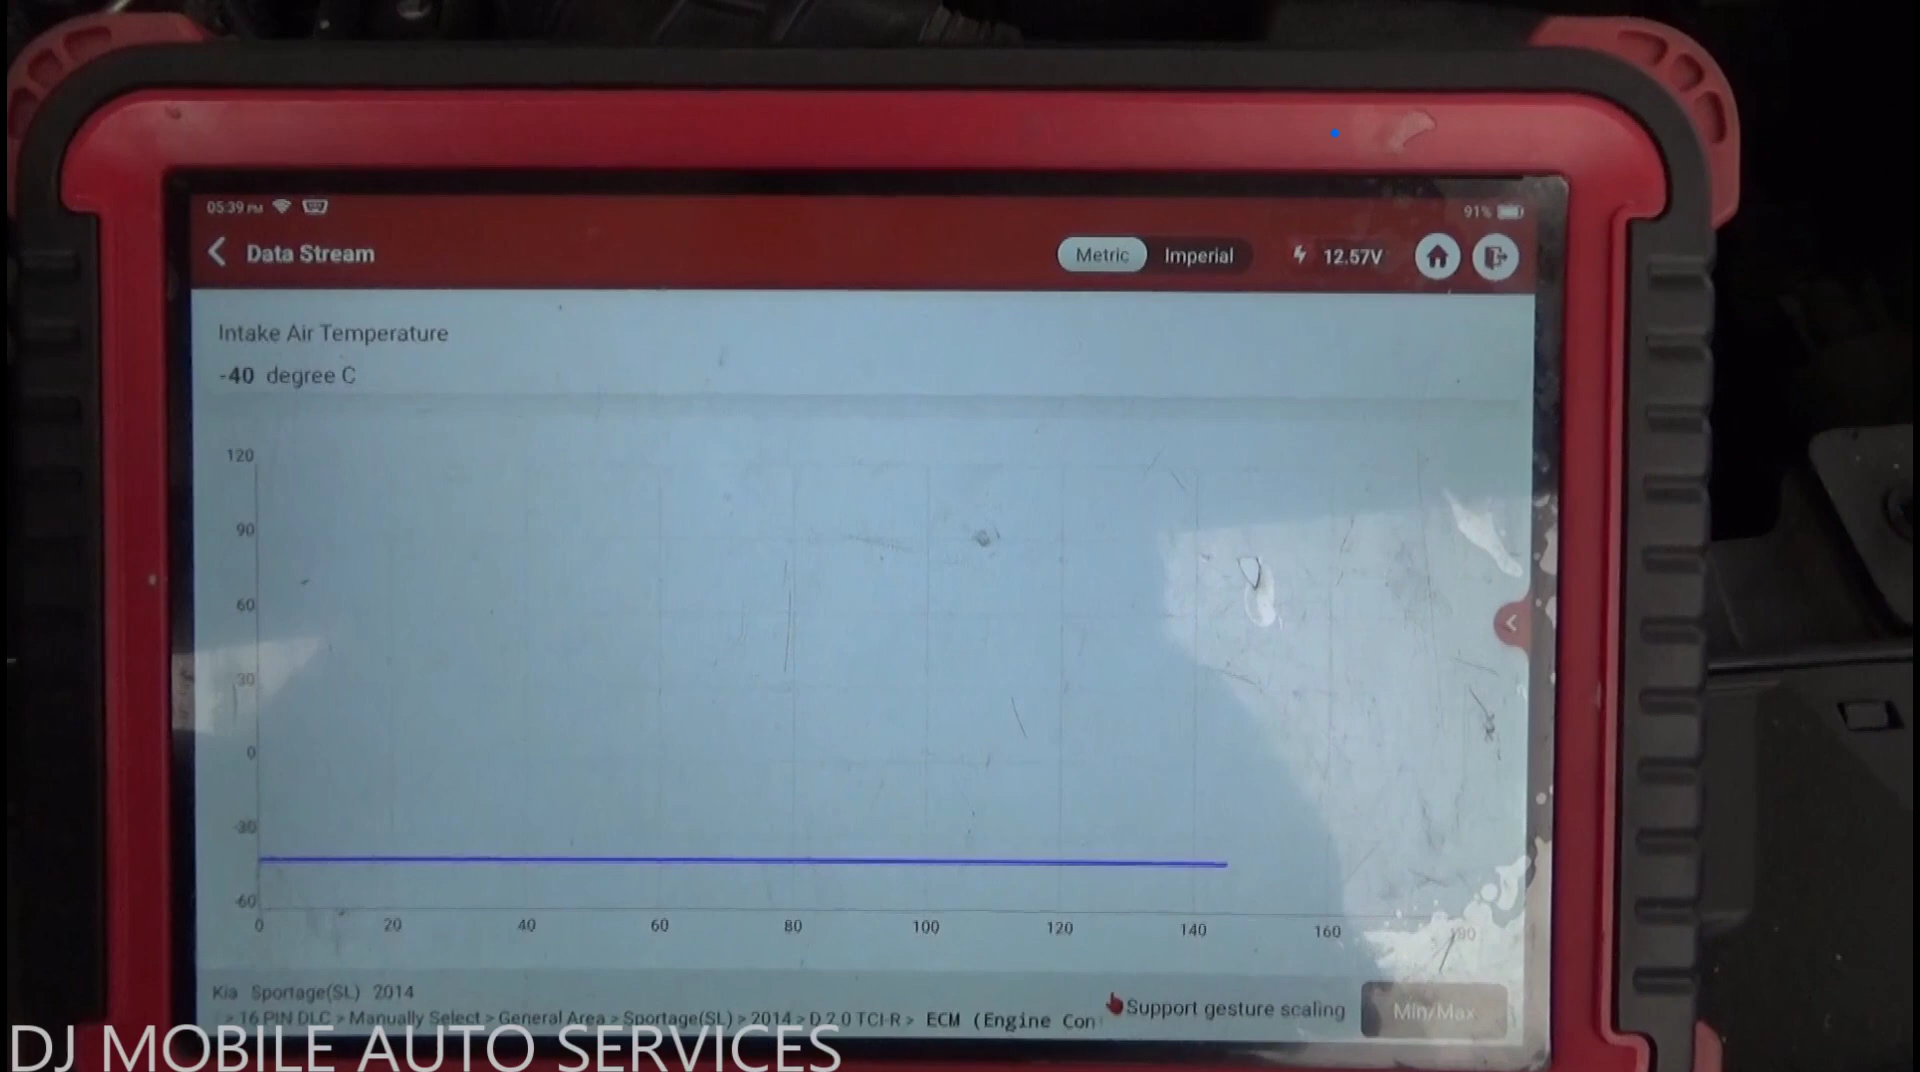 05:39 PM 91%
Data Stream Metric Imperial 12.57V
Intake Air Temperature
-40 degree C
120
90
60
30
0
-30
-60
0 20 40 60 80 100 120 140 160 180
Kia Sportage(SL) 2014
> 16 PIN DLC > Manually Select > General Area > Sportage(SL) > 2014 > D 2.0 TCI-R > ECM (Engine Con
Support gesture scaling Min/Max
DJ MOBILE AUTO SERVICES